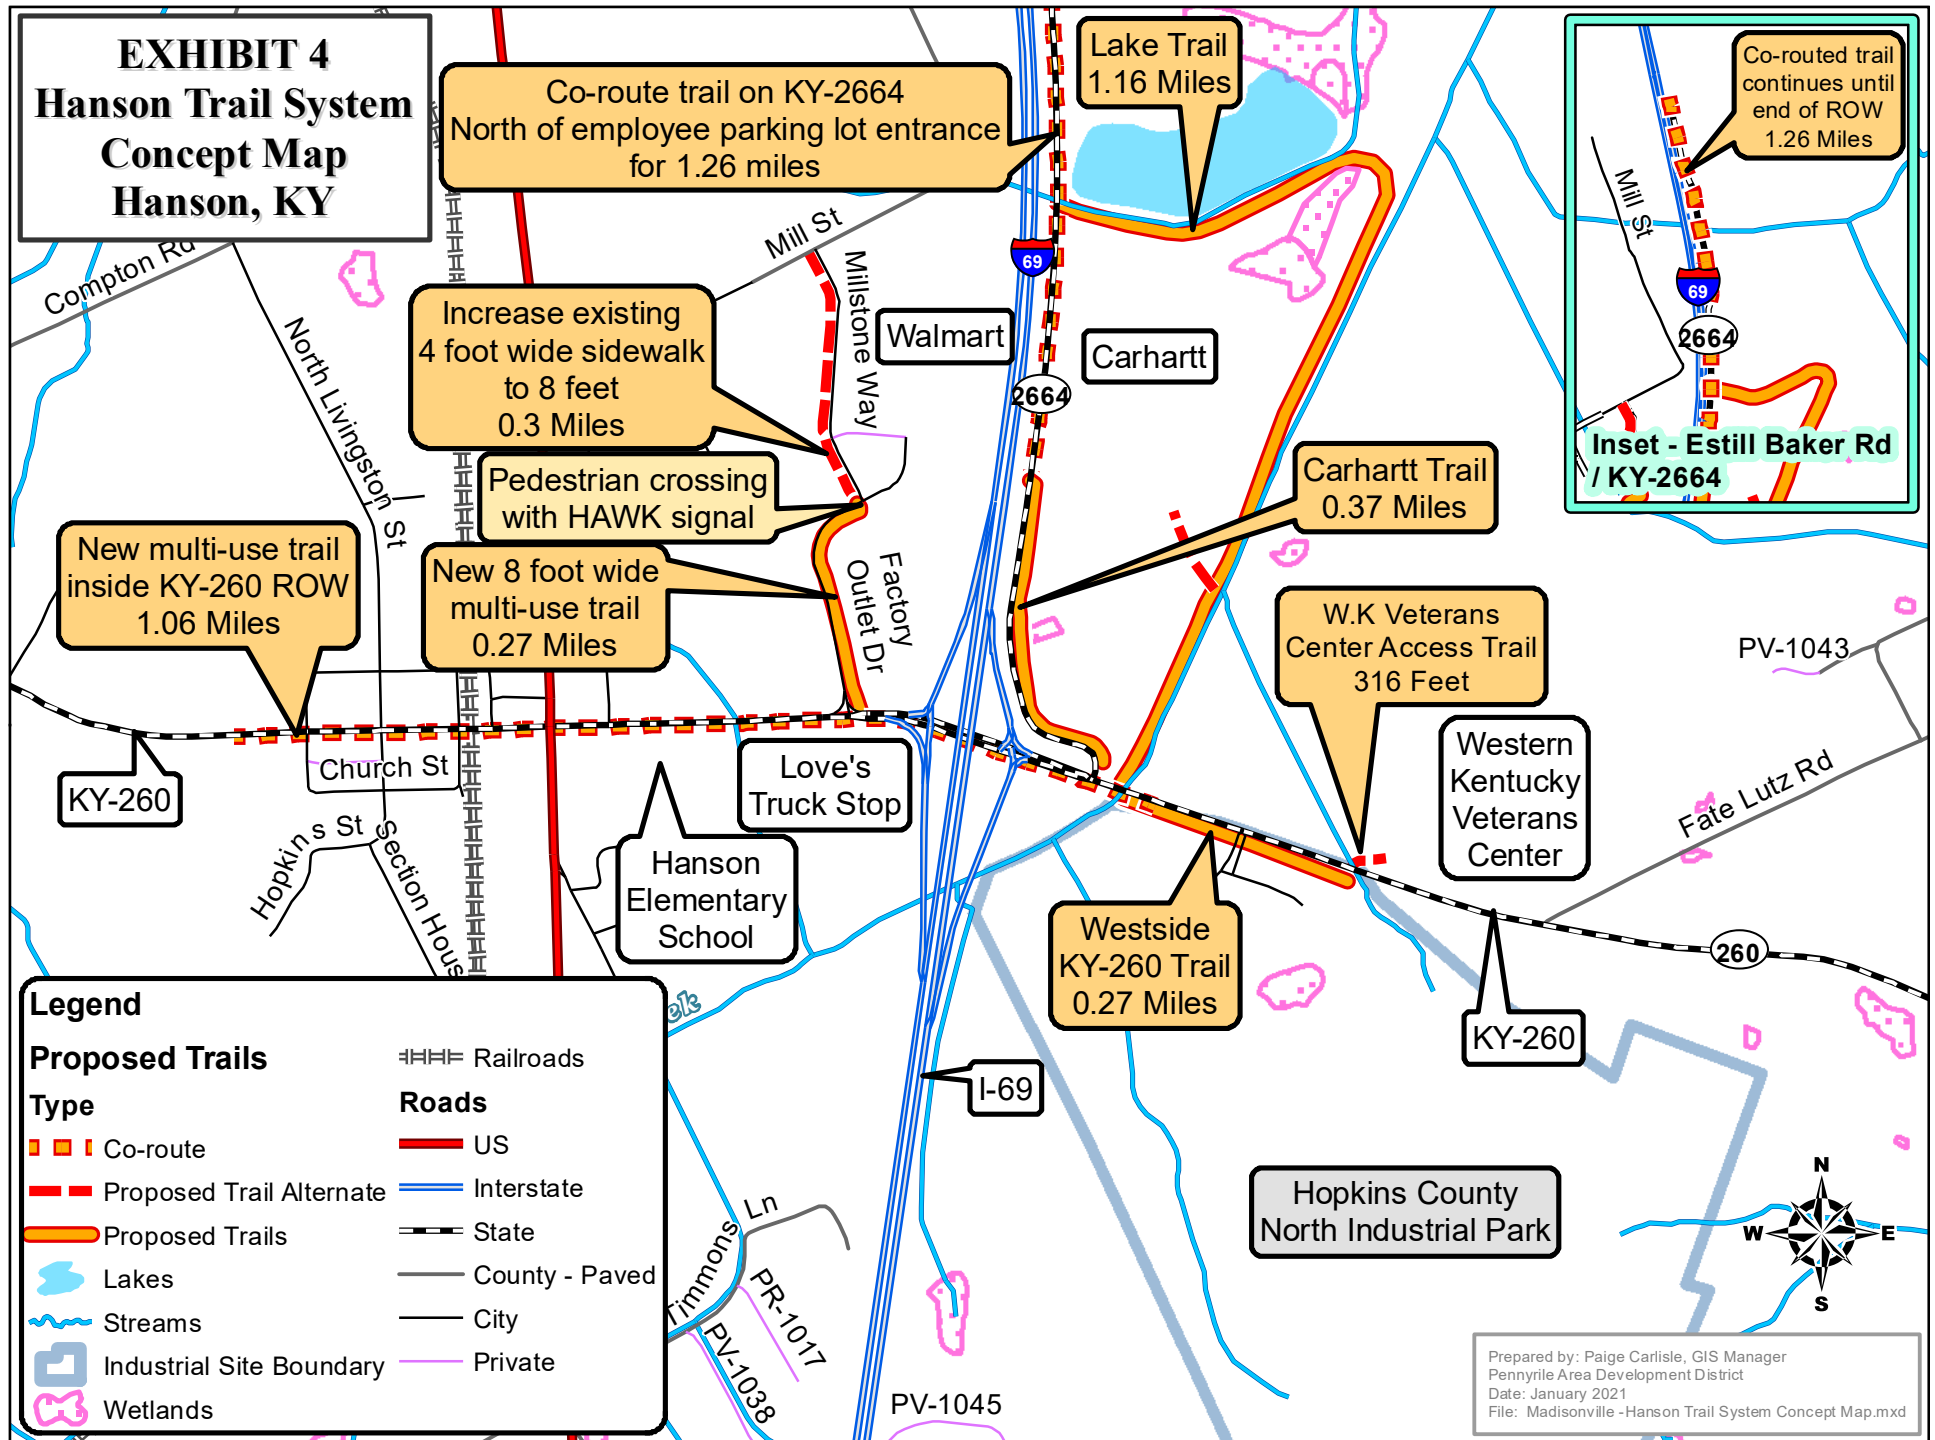 EXHIBIT 4
Hanson Trail System
Concept Map
Hanson, KY
Co-route trail on KY-2664
North of employee parking lot entrance
for 1.26 miles
Lake Trail
1.16 Miles
Co-routed trail
continues until
end of ROW
1.26 Miles
Mill St
69
2664
Inset - Estill Baker Rd
/ KY-2664
Compton Rd
Mill St
69
Millstone Way
Walmart
Carhartt
2664
Increase existing
4 foot wide sidewalk
to 8 feet
0.3 Miles
North Livingston St
Pedestrian crossing
with HAWK signal
Carhartt Trail
0.37 Miles
New multi-use trail
inside KY-260 ROW
1.06 Miles
New 8 foot wide
multi-use trail
0.27 Miles
Factory
Outlet Dr
W.K Veterans
Center Access Trail
316 Feet
PV-1043
Western
Kentucky
Veterans
Center
Church St
KY-260
Love's
Truck Stop
Fate Lutz Rd
Hopkins St
Section Hous
Hanson
Elementary
School
Westside
KY-260 Trail
0.27 Miles
260
KY-260
ek
I-69
Hopkins County
North Industrial Park
Timmons Ln
PR-1017
PV-1038
PV-1045
N
W
E
S
Legend
Proposed Trails
Type
Co-route
Proposed Trail Alternate
Proposed Trails
Lakes
Streams
Industrial Site Boundary
Wetlands
Railroads
Roads
US
Interstate
State
County - Paved
City
Private
Prepared by: Paige Carlisle, GIS Manager
Pennyrile Area Development District
Date: January 2021
File: Madisonville -Hanson Trail System Concept Map.mxd